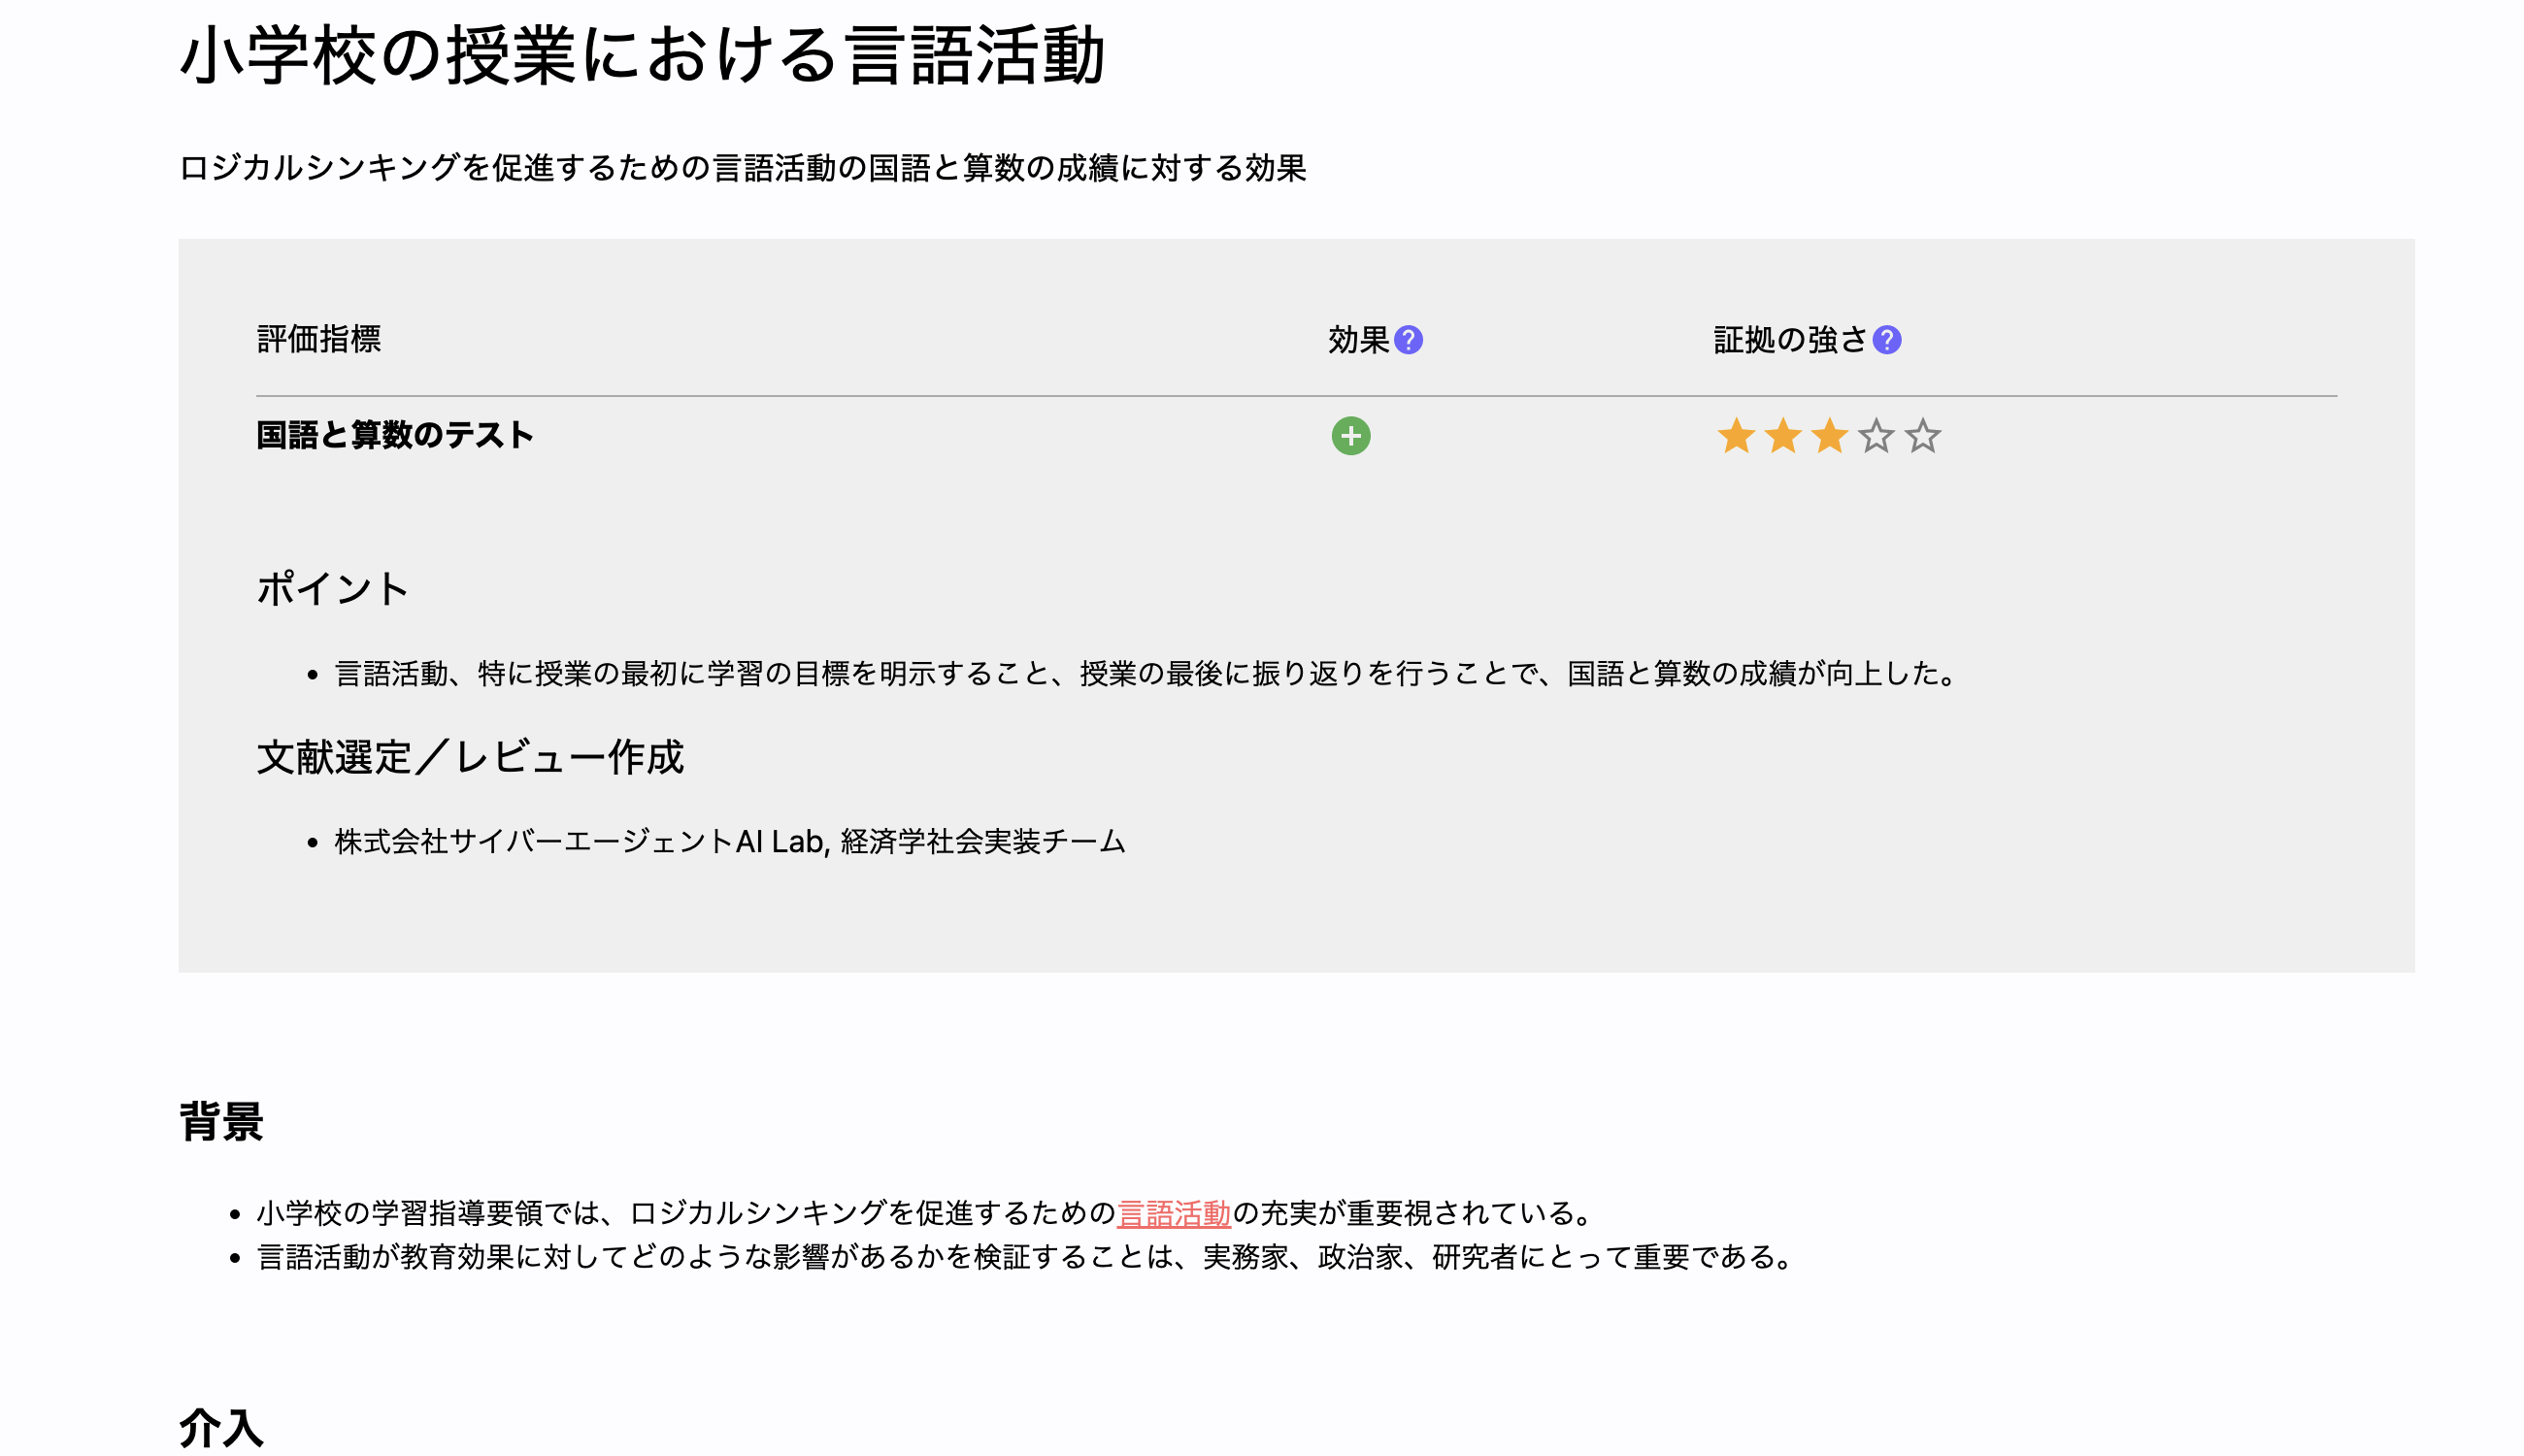 小学校の授業における言語活動
ロジカルシンキングを促進するための言語活動の国語と算数の成績に対する効果
評価指標 効果? 証拠の強さ?
国語と算数のテスト
ポイント
• 言語活動、特に授業の最初に学習の目標を明示すること、授業の最後に振り返りを行うことで、国語と算数の成績が向上した。
文献選定／レビュー作成
• 株式会社サイバーエージェントAI Lab, 経済学社会実装チーム
背景
• 小学校の学習指導要領では、ロジカルシンキングを促進するための言語活動の充実が重要視されている。
• 言語活動が教育効果に対してどのような影響があるかを検証することは、実務家、政治家、研究者にとって重要である。
介入